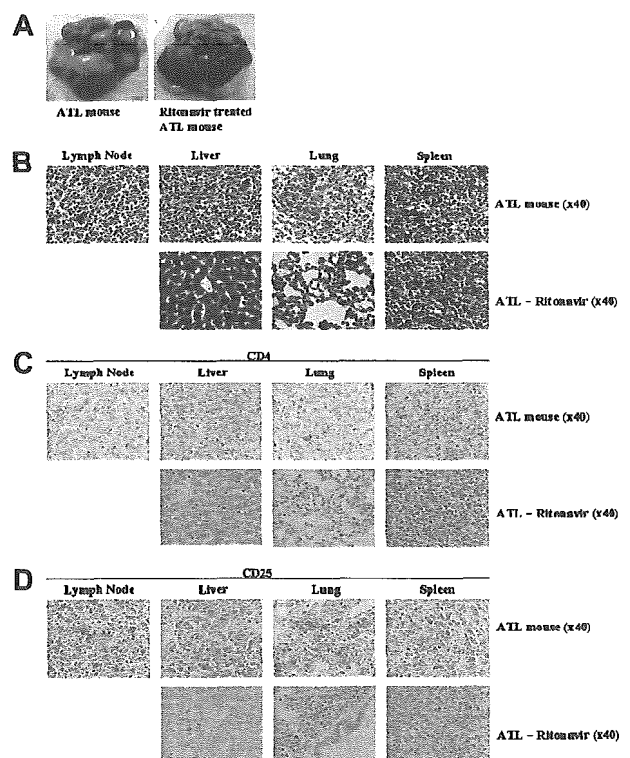 A
ATL mouse
Ritonavir treated
ATL mouse
B
Lymph Node Liver Lung Spleen
ATL mouse (x40)
ATL – Ritonavir (x40)
C
CD4
Lymph Node Liver Lung Spleen
ATL mouse (x40)
ATL – Ritonavir (x40)
D
CD25
Lymph Node Liver Lung Spleen
ATL mouse (x40)
ATL – Ritonavir (x40)